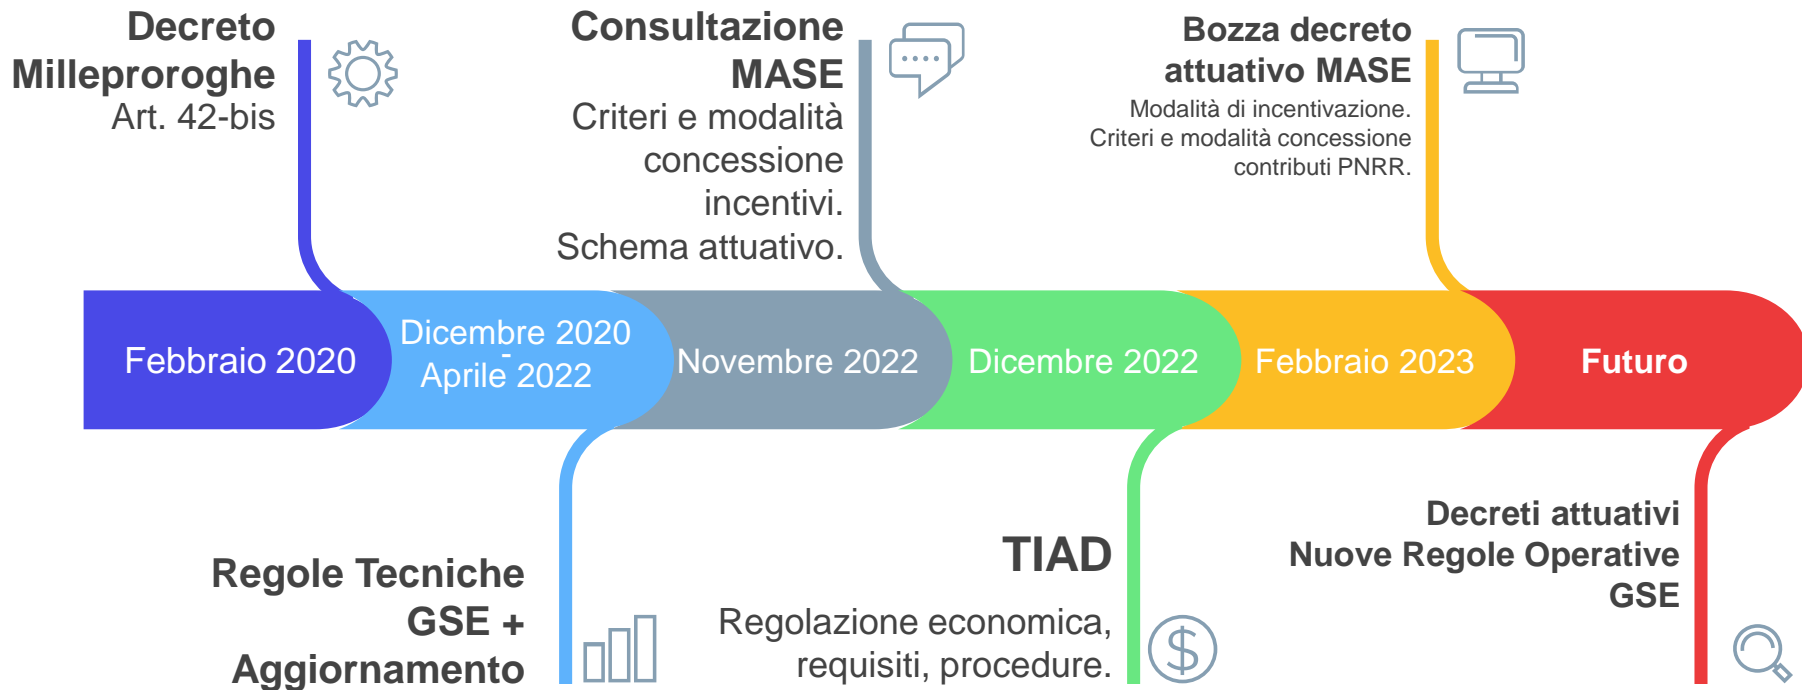 Decreto
Milleproroghe
Art. 42-bis
Consultazione
MASE
Criteri e modalità
concessione
incentivi.
Schema attuativo.
Bozza decreto
attuativo MASE
Modalità di incentivazione.
Criteri e modalità concessione
contributi PNRR.
Febbraio 2020
Dicembre 2020
-
Aprile 2022
Novembre 2022
Dicembre 2022
Febbraio 2023
Futuro
Regole Tecniche
GSE +
Aggiornamento
TIAD
Regolazione economica,
requisiti, procedure.
$
Decreti attuativi
Nuove Regole Operative
GSE